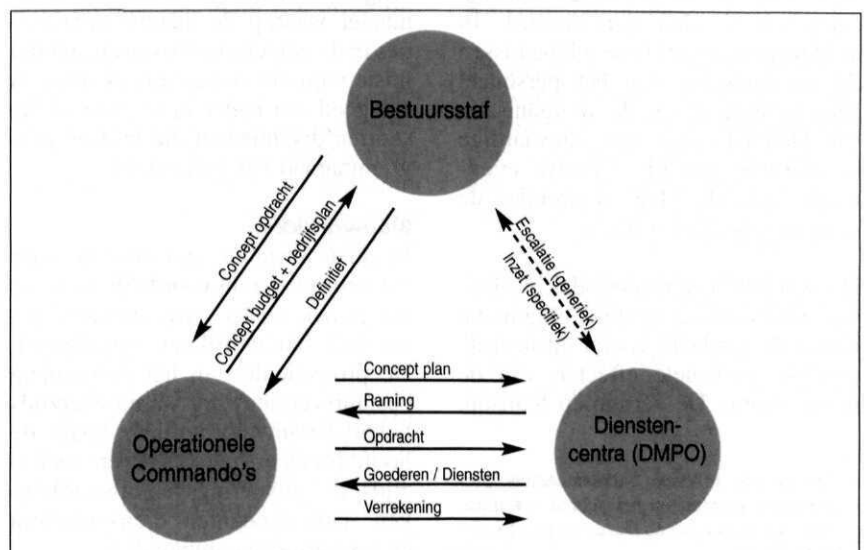 Bestuursstaf
Concept opdracht
Concept budget + bedrijfsplan
Definitief
Escalatie (generiek)
Inzet (specifiek)
Operationele
Commando's
Concept plan
Raming
Opdracht
Goederen / Diensten
Verrekening
Diensten-
centra (DMPO)